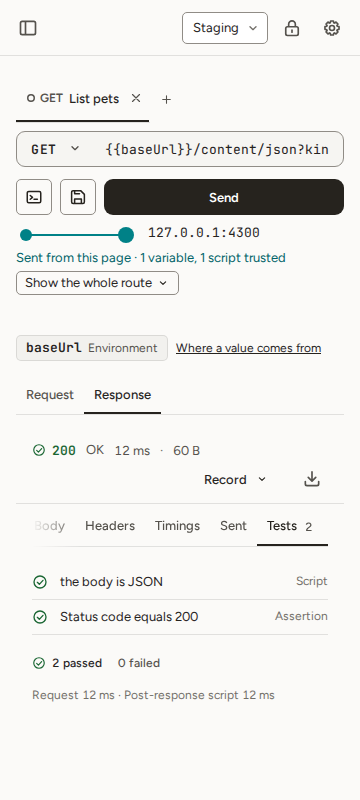 Staging
GET List pets
GET {{baseUrl}}/content/json?kin
Send
127.0.0.1:4300
Sent from this page · 1 variable, 1 script trusted
Show the whole route
baseUrl Environment Where a value comes from
Request Response
200 OK 12 ms · 60 B
Record
Body Headers Timings Sent Tests 2
the body is JSON Script
Status code equals 200 Assertion
2 passed 0 failed
Request 12 ms · Post-response script 12 ms